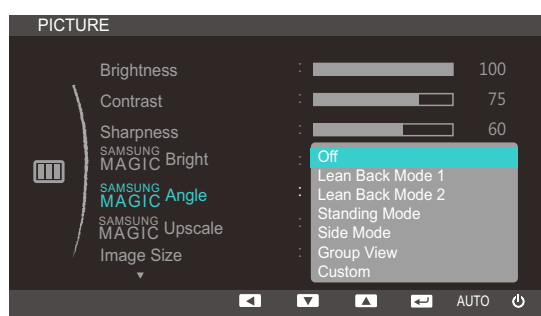 PICTURE
Brightness : 100
Contrast : 75
Sharpness : 60
SAMSUNG MAGIC Bright :
SAMSUNG MAGIC Angle :
SAMSUNG MAGIC Upscale :
Image Size :
Off
Lean Back Mode 1
Lean Back Mode 2
Standing Mode
Side Mode
Group View
Custom
AUTO